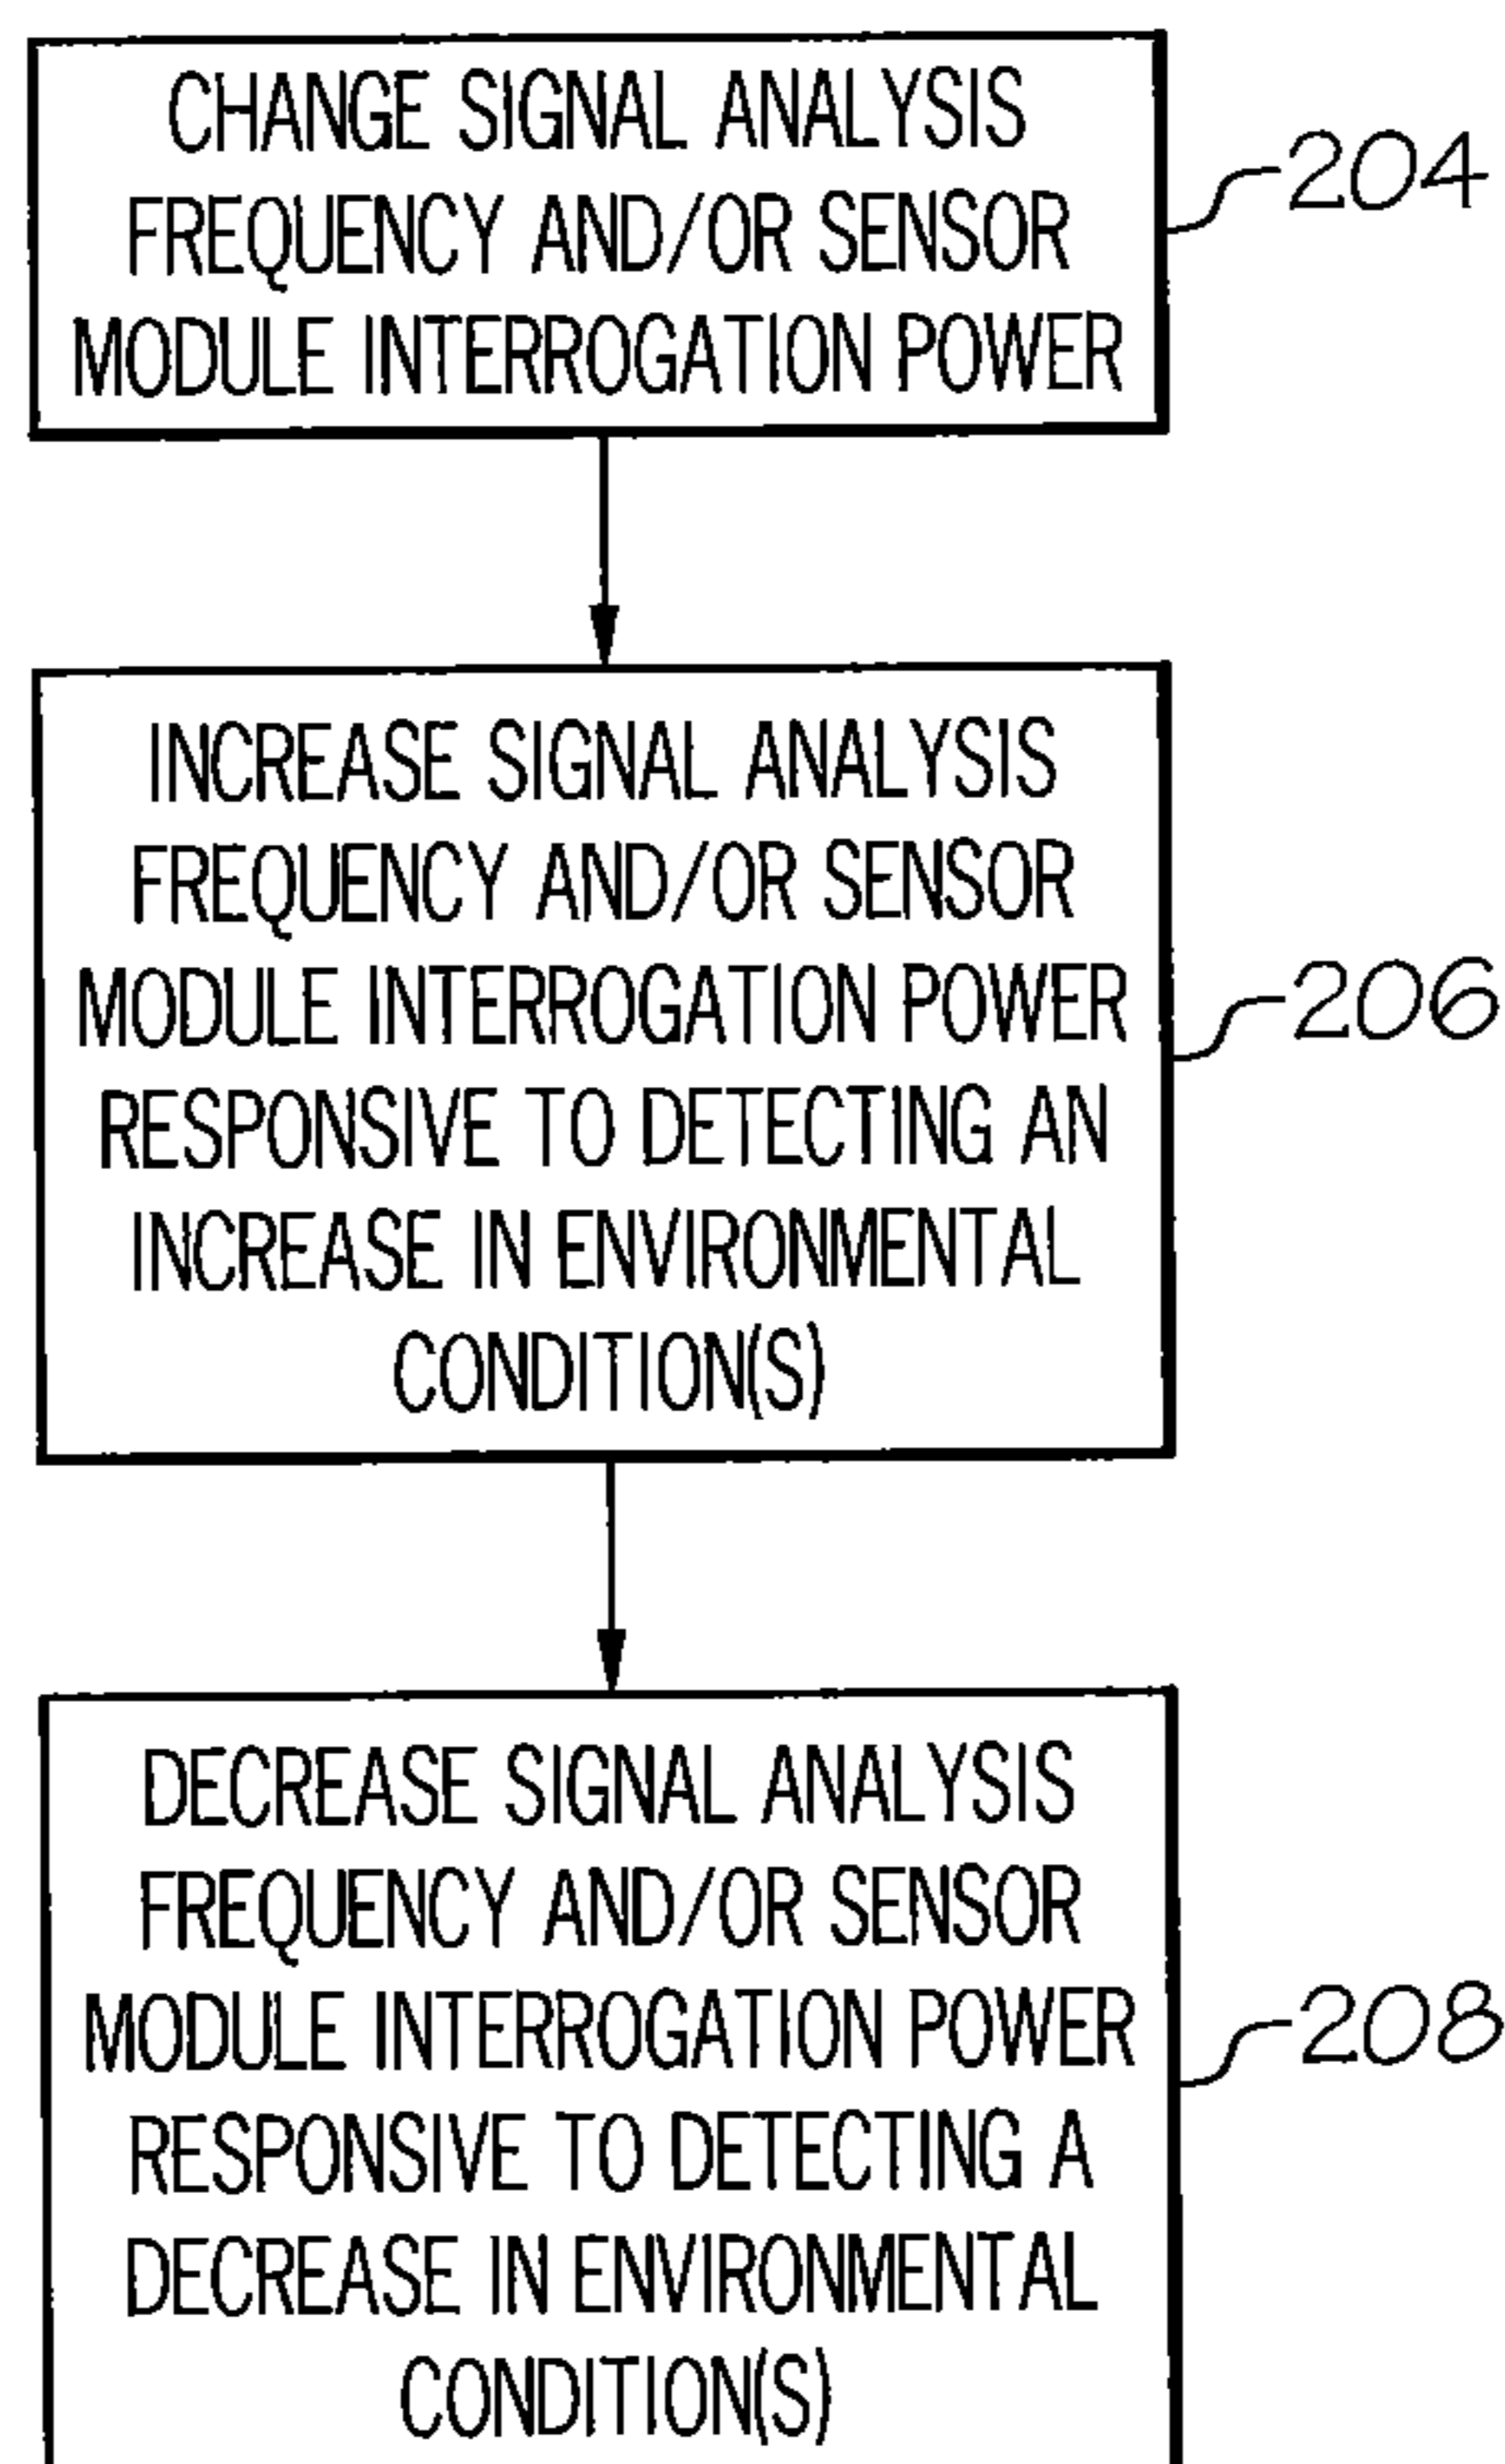 CHANGE SIGNAL ANALYSIS
FREQUENCY AND/OR SENSOR
MODULE INTERROGATION POWER
204
INCREASE SIGNAL ANALYSIS
FREQUENCY AND/OR SENSOR
MODULE INTERROGATION POWER
RESPONSIVE TO DETECTING AN
INCREASE IN ENVIRONMENTAL
CONDITION(S)
206
DECREASE SIGNAL ANALYSIS
FREQUENCY AND/OR SENSOR
MODULE INTERROGATION POWER
RESPONSIVE TO DETECTING A
DECREASE IN ENVIRONMENTAL
CONDITION(S)
208